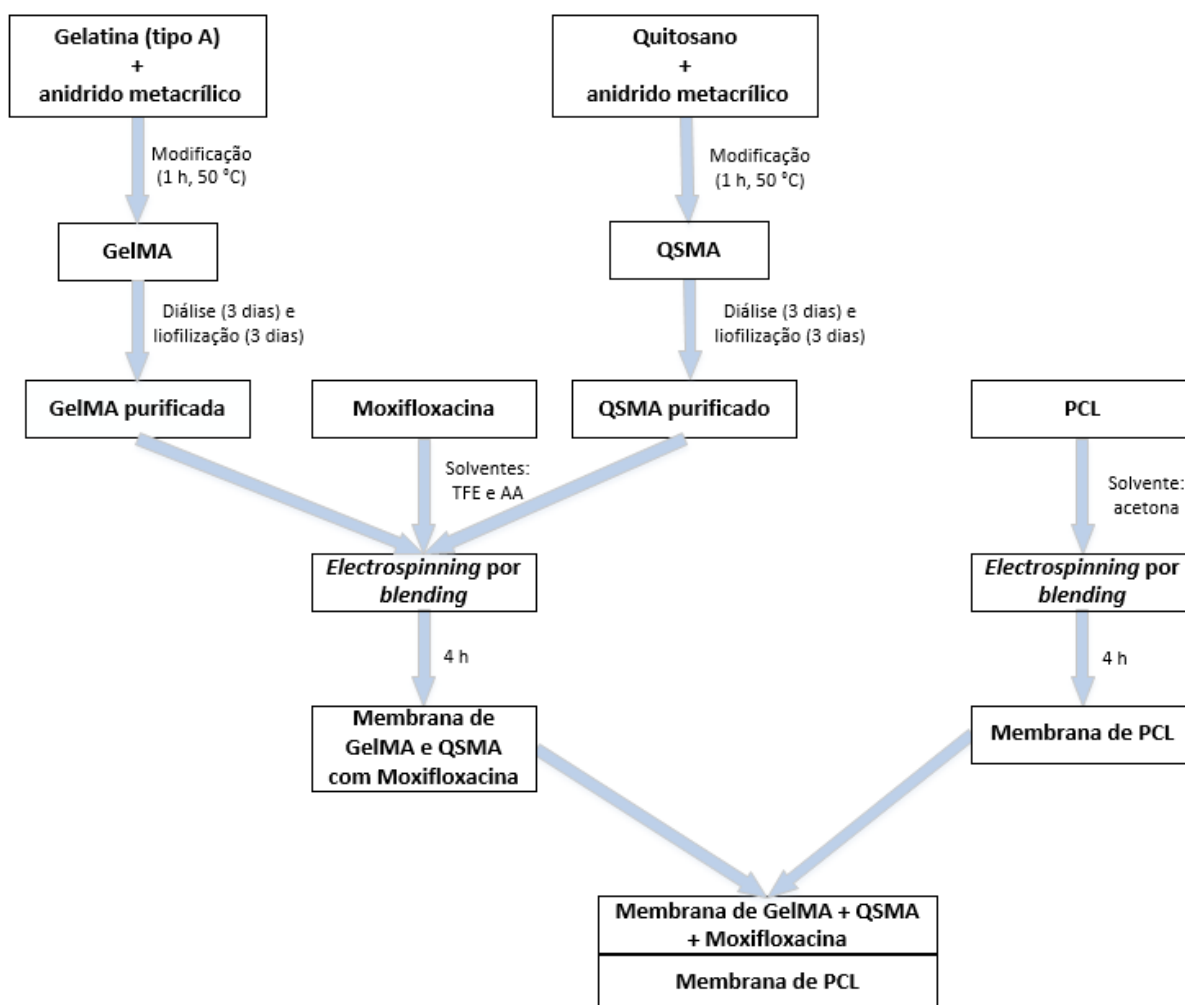 Gelatina (tipo A)
+
anidrido metacrílico
Quitosano
+
anidrido metacrílico
Modificação
(1 h, 50 ⁰C)
Modificação
(1 h, 50 ⁰C)
GelMA
QSMA
Diálise (3 dias) e
liofilização (3 dias)
Diálise (3 dias) e
liofilização (3 dias)
GelMA purificada
Moxifloxacina
QSMA purificado
PCL
Solventes:
TFE e AA
Solvente:
acetona
Electrospinning por
blending
Electrospinning por
blending
4 h
4 h
Membrana de
GelMA e QSMA
com Moxifloxacina
Membrana de PCL
Membrana de GelMA + QSMA
+ Moxifloxacina
Membrana de PCL